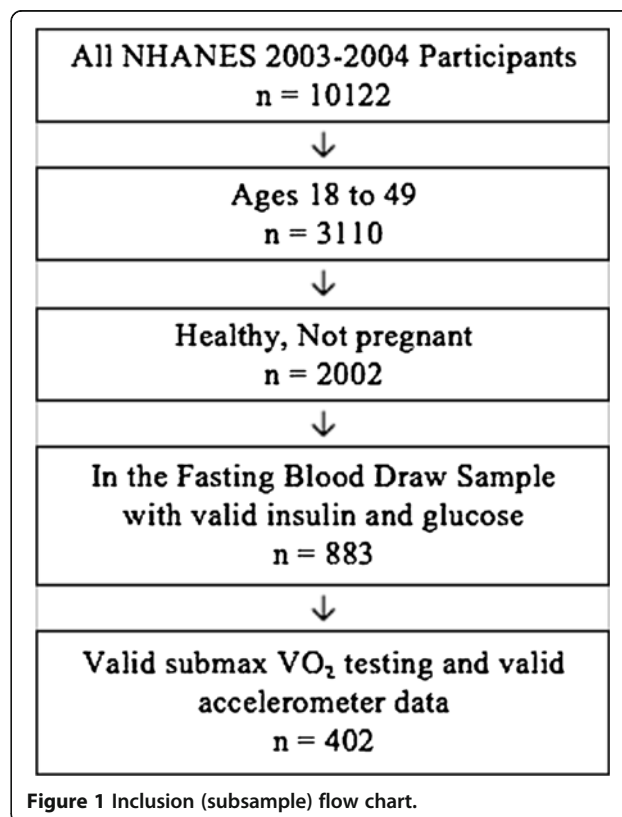 All NHANES 2003-2004 Participants
n = 10122
↓
Ages 18 to 49
n = 3110
↓
Healthy, Not pregnant
n = 2002
↓
In the Fasting Blood Draw Sample
with valid insulin and glucose
n = 883
↓
Valid submax VO₂ testing and valid
accelerometer data
n = 402
Figure 1 Inclusion (subsample) flow chart.